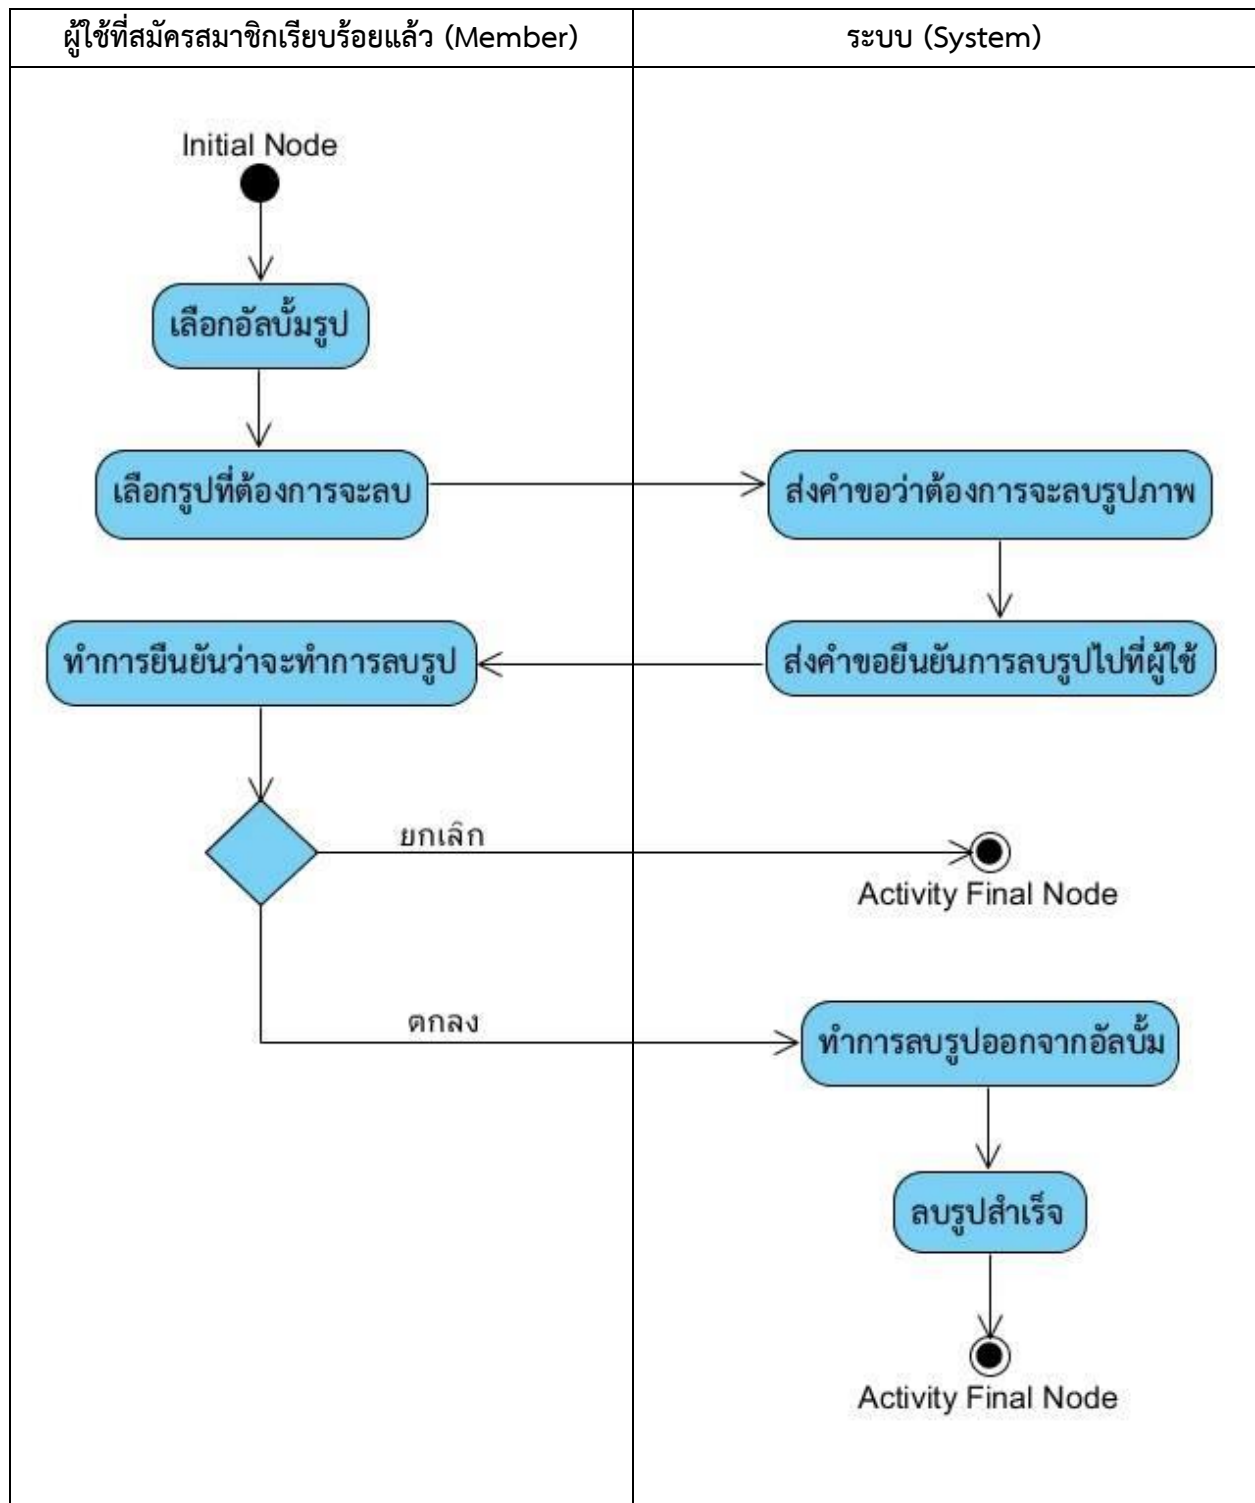 ผู้ใช้ที่สมัครสมาชิกเรียบร้อยแล้ว (Member)
ระบบ (System)
Initial Node
เลือกอัลบั้มรูป
เลือกรูปที่ต้องการจะลบ
ส่งคำขอว่าต้องการจะลบรูปภาพ
ทำการยืนยันว่าจะทำการลบรูป
ส่งคำขอยืนยันการลบรูปไปที่ผู้ใช้
ยกเลิก
Activity Final Node
ตกลง
ทำการลบรูปออกจากอัลบั้ม
ลบรูปสำเร็จ
Activity Final Node